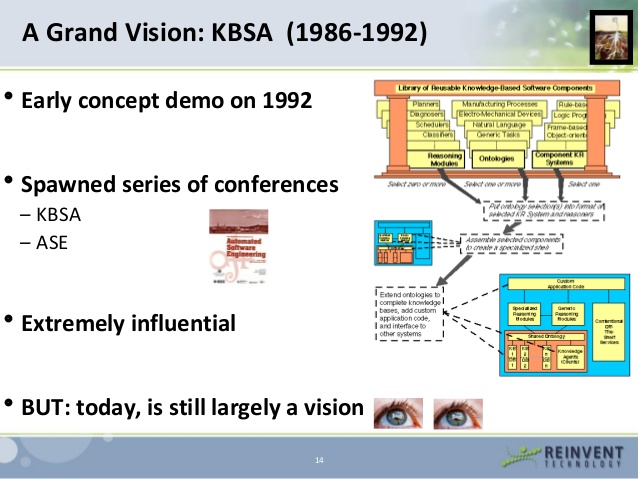 A Grand Vision: KBSA (1986-1992)
• Early concept demo on 1992
• Spawned series of conferences
– KBSA
– ASE
Automated
Software
Engineering
• Extremely influential
• BUT: today, is still largely a vision
Library of Reusable Knowledge-Based Software Components
Planners
Diagnosers
Schedulers
Classifiers
Reasoning
Modules
Manufacturing Processes
Electro-Mechanical Devices
Natural Language
Generic Tasks
Ontologies
Rule-base
Logic Prog
Frame-based
Object-orient
Component KR
Systems
Select zero or more
Select one or more
Select one
Put ontology selection(s) into format of
selected KR System and reasoners
Assemble selected components
to create a specialized shell
Extend ontologies to
complete knowledge
bases, add custom
application code,
and interface to
other systems
Custom
Application Code
Specialized
Reasoning
Modules
Generic
Reasoning
Modules
Conventional
Off-
The
Shelf
Services
Shared Ontology
Knowledge
Agents
(Clients)
14
REINVENT
TECHNOLOGY